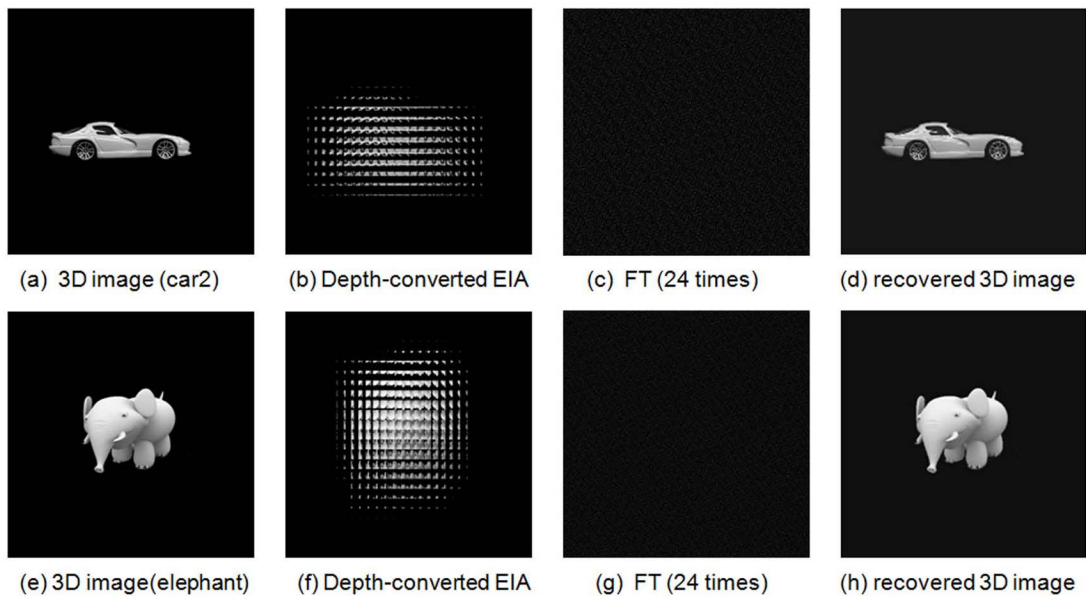 (a) 3D image (car2)
(b) Depth-converted EIA
(c) FT (24 times)
(d) recovered 3D image
(e) 3D image(elephant)
(f) Depth-converted EIA
(g) FT (24 times)
(h) recovered 3D image